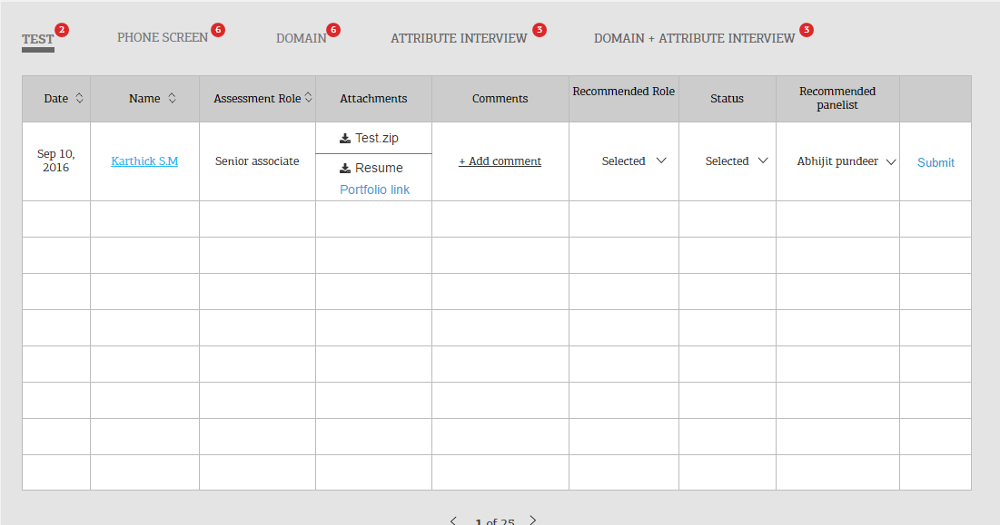 TEST 2 PHONE SCREEN 6 DOMAIN 6 ATTRIBUTE INTERVIEW 3 DOMAIN + ATTRIBUTE INTERVIEW 3
Date Name Assessment Role Attachments Comments Recommended Role Status Recommended
panelist
Test.zip
Sep 10,
2016 Karthick S.M Senior associate + Add comment Selected Selected Abhijit pundeer Submit
Resume
Portfolio link
1 of 25